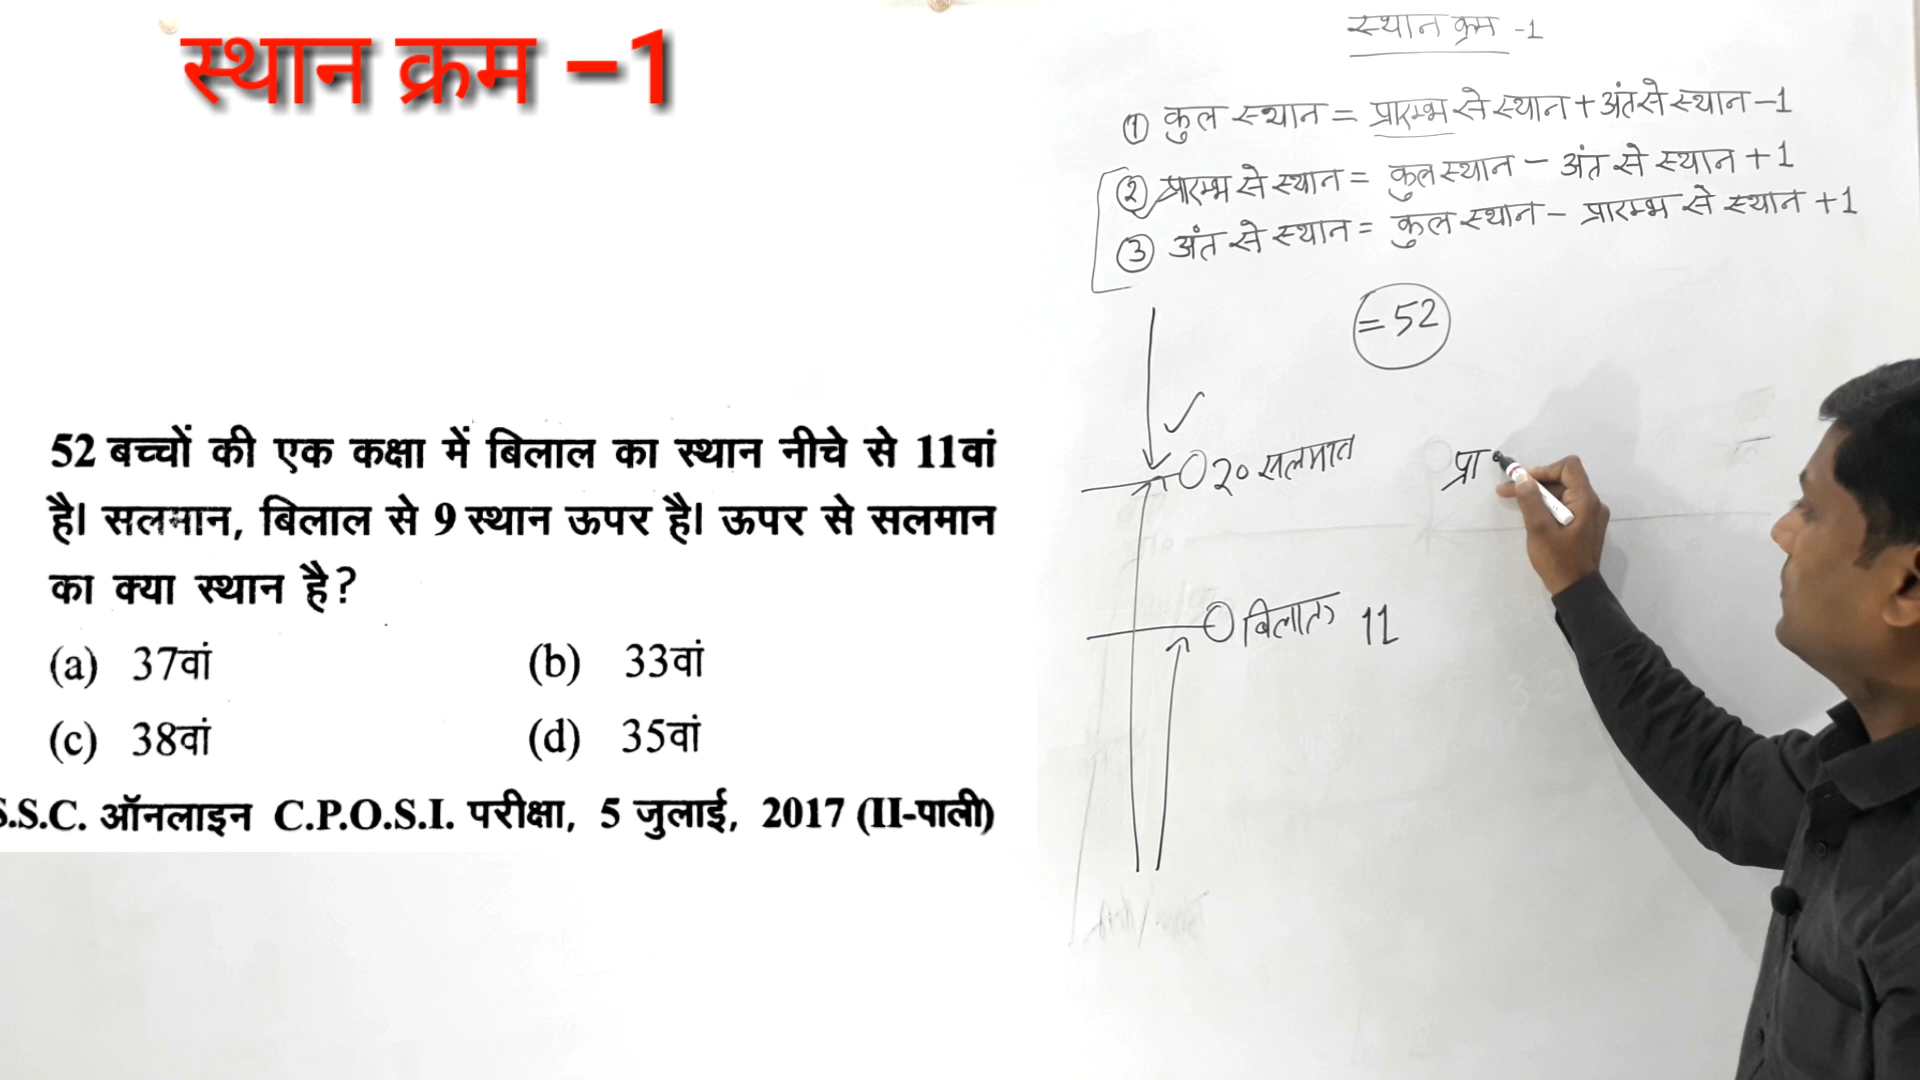 स्थान क्रम -1
52 बच्चों की एक कक्षा में बिलाल का स्थान नीचे से 11वां
है। सलमान, बिलाल से 9 स्थान ऊपर है। ऊपर से सलमान
का क्या स्थान है?
(a) 37वां (b) 33वां
(c) 38वां (d) 35वां
S.S.C. ऑनलाइन C.P.O.S.I. परीक्षा, 5 जुलाई, 2017 (II-पाली)
स्थान क्रम -1
① कुल स्थान = प्रारम्भ से स्थान + अंत से स्थान - 1
② प्रारम्भ से स्थान = कुल स्थान - अंत से स्थान + 1
③ अंत से स्थान = कुल स्थान - प्रारम्भ से स्थान + 1
= 52
२० सलमान
प्रा
बिलाल 11